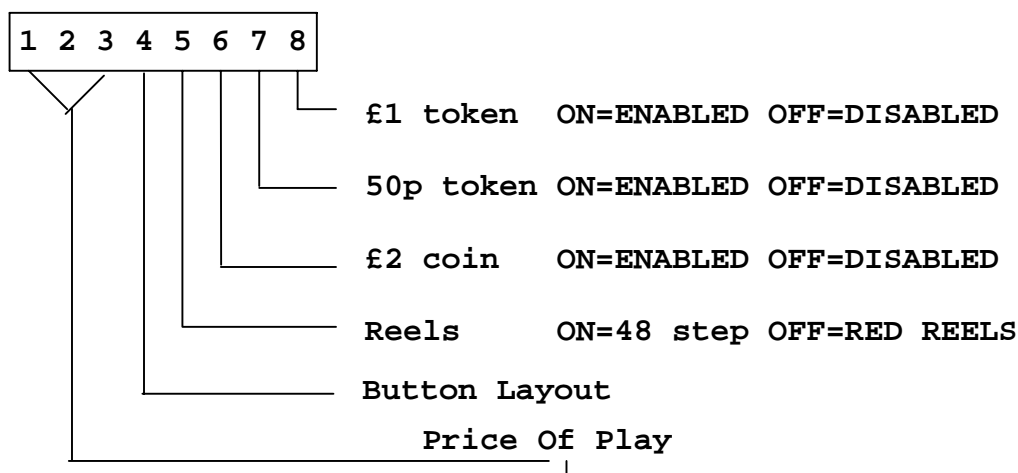 1 2 3 4 5 6 7 8
£1 token ON=ENABLED OFF=DISABLED
50p token ON=ENABLED OFF=DISABLED
£2 coin ON=ENABLED OFF=DISABLED
Reels ON=48 step OFF=RED REELS
Button Layout
Price Of Play